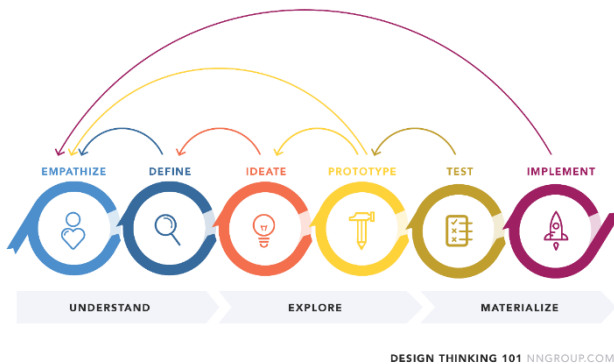 EMPATHIZE DEFINE IDEATE PROTOTYPE TEST IMPLEMENT
UNDERSTAND EXPLORE MATERIALIZE
DESIGN THINKING 101 NNGROUP.COM